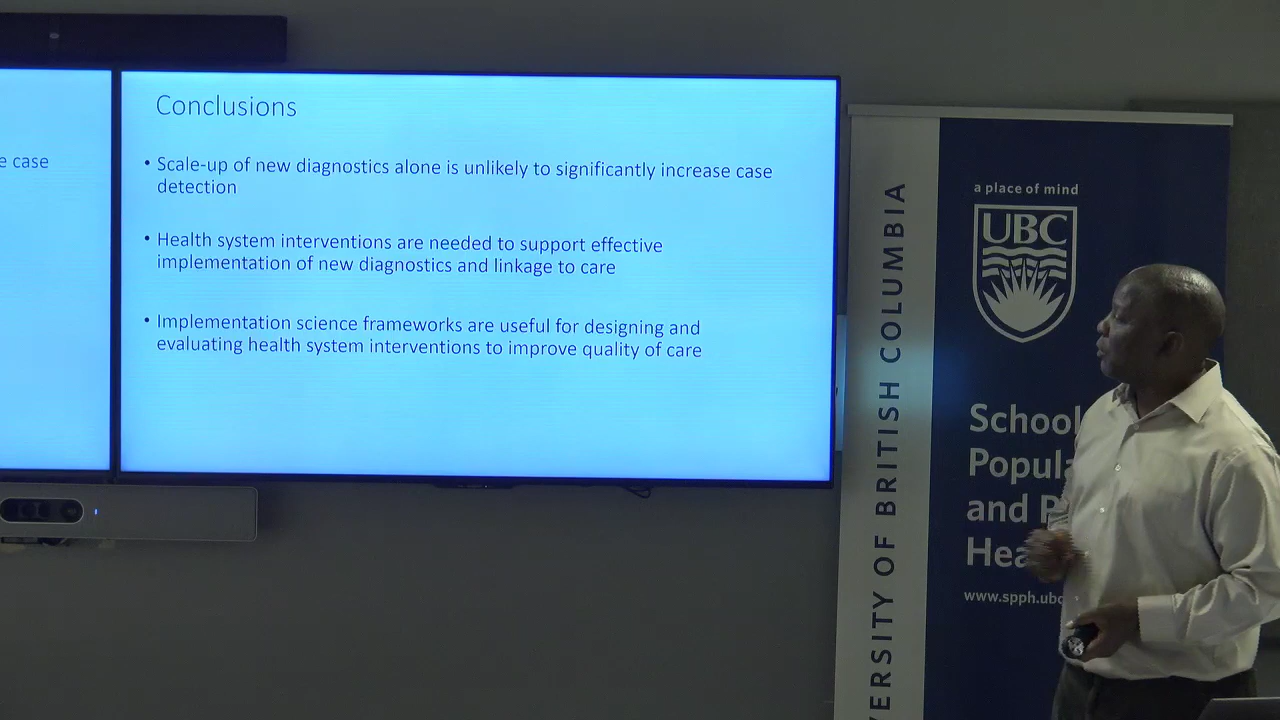 e case
Conclusions
• Scale-up of new diagnostics alone is unlikely to significantly increase case
detection
• Health system interventions are needed to support effective
implementation of new diagnostics and linkage to care
• Implementation science frameworks are useful for designing and
evaluating health system interventions to improve quality of care
VERSITY OF BRITISH COLUMBIA
a place of mind
UBC
School
Popula
and P
Hea
www.spph.ubc